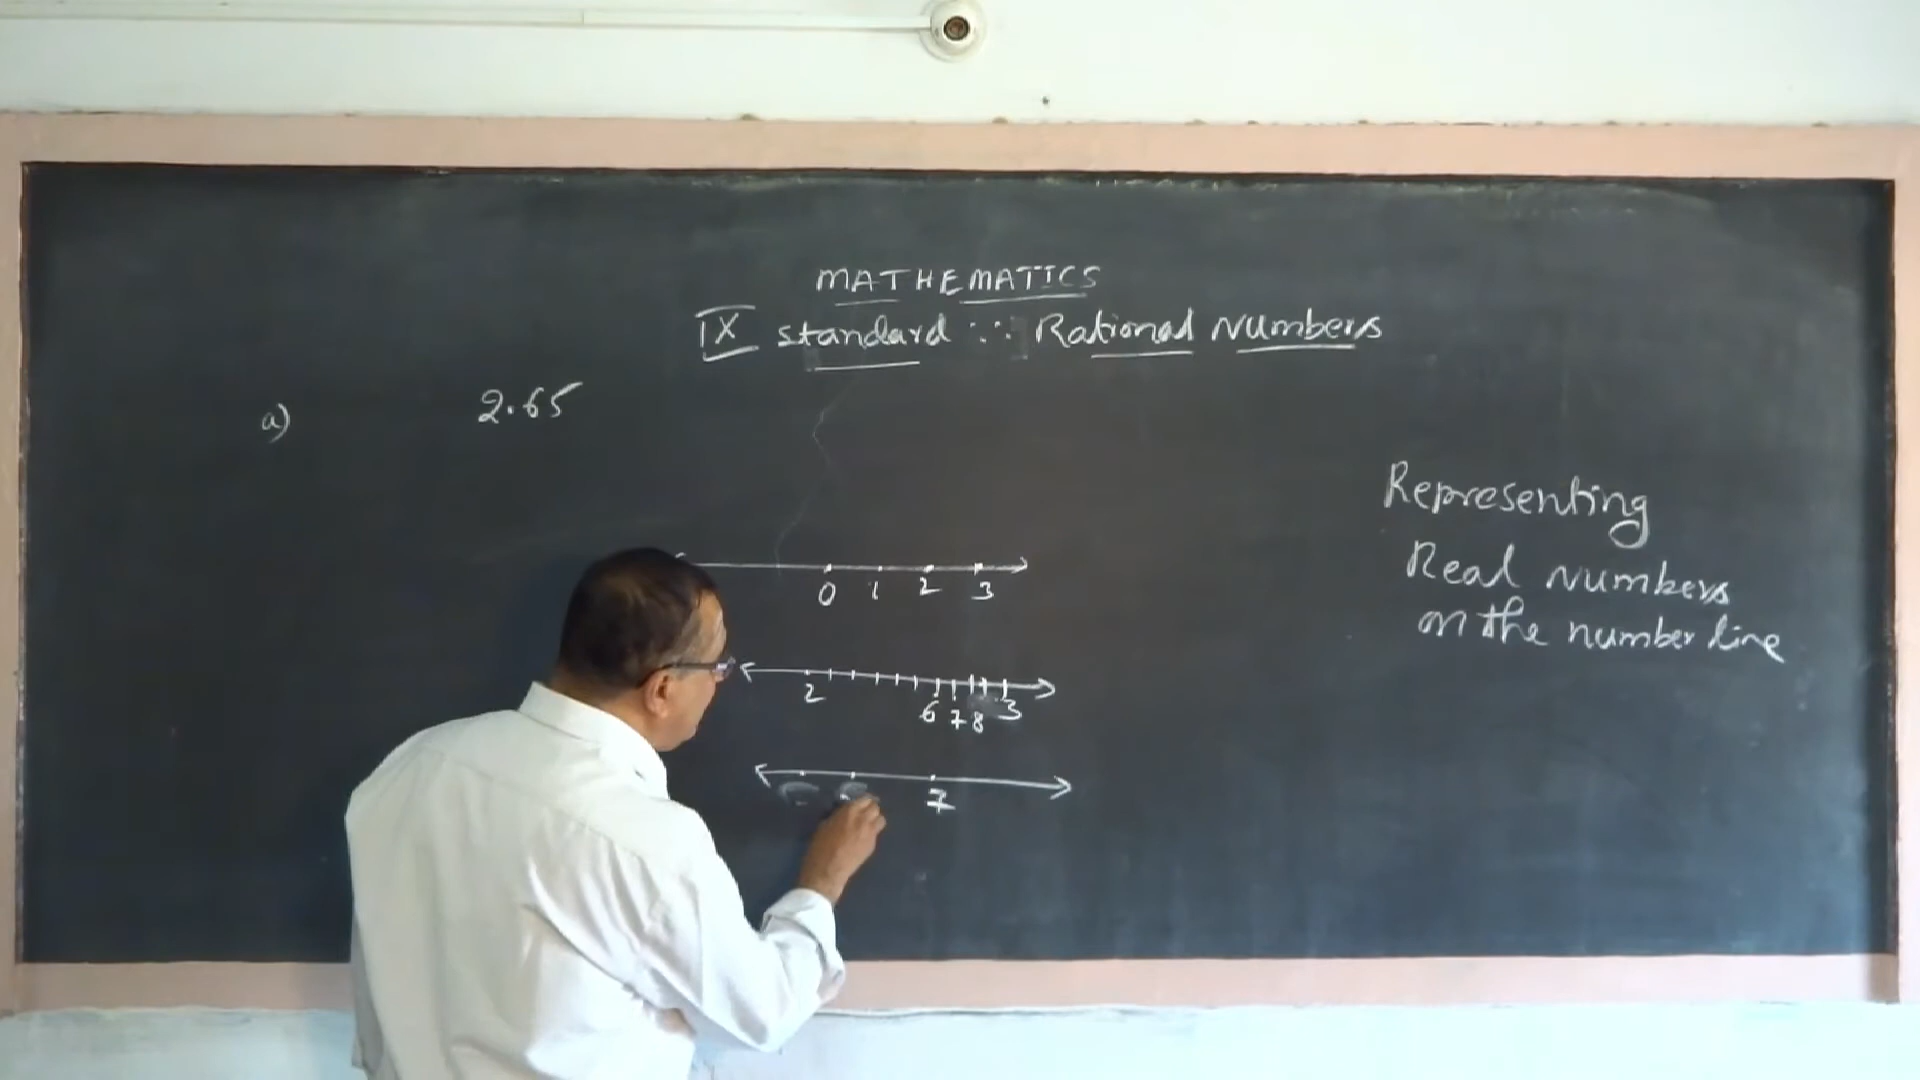 MATHEMATICS
IX standard ∴ Rational Numbers
a) 2.65
0 1 2 3
2 6 7 8 3
7
Representing
Real Numbers
on the number line